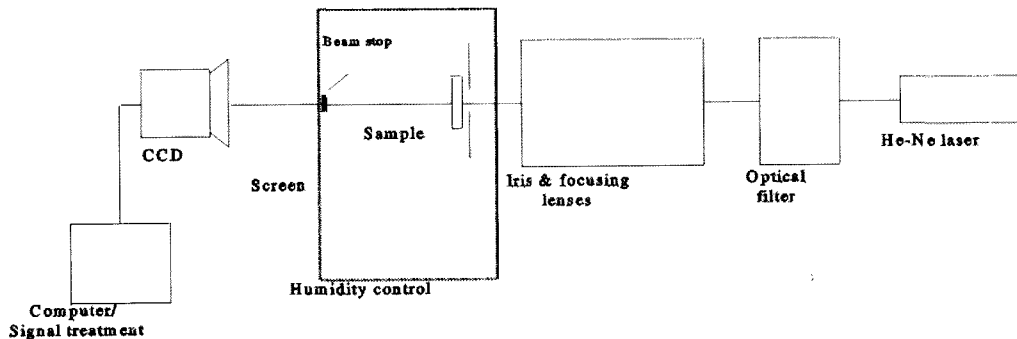 Beam stop
Sample
CCD
Screen
Iris & focusing
lenses
Optical
filter
He-Ne laser
Humidity control
Computer/
Signal treatment